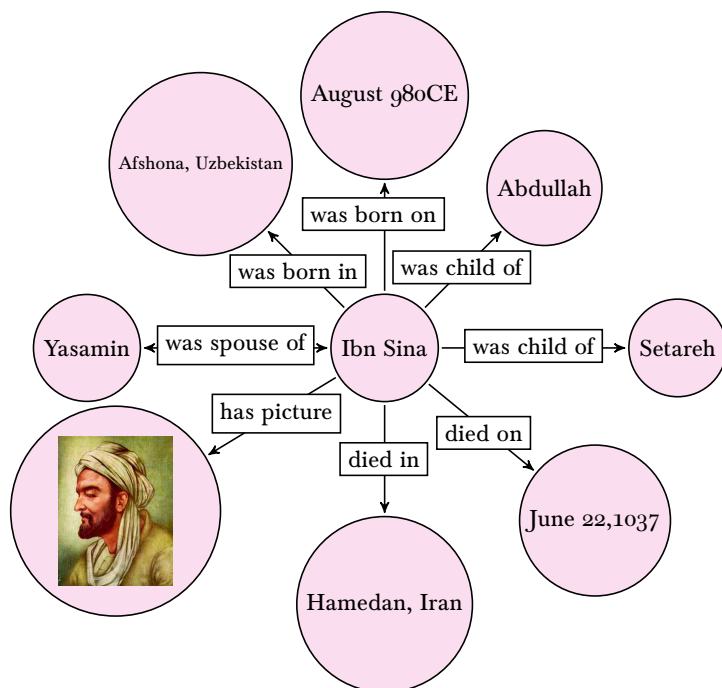 August 980CE
Afshona, Uzbekistan
Abdullah
was born on
was born in
was child of
Yasamin
was spouse of
Ibn Sina
was child of
Setareh
has picture
died on
died in
June 22,1037
Hamedan, Iran